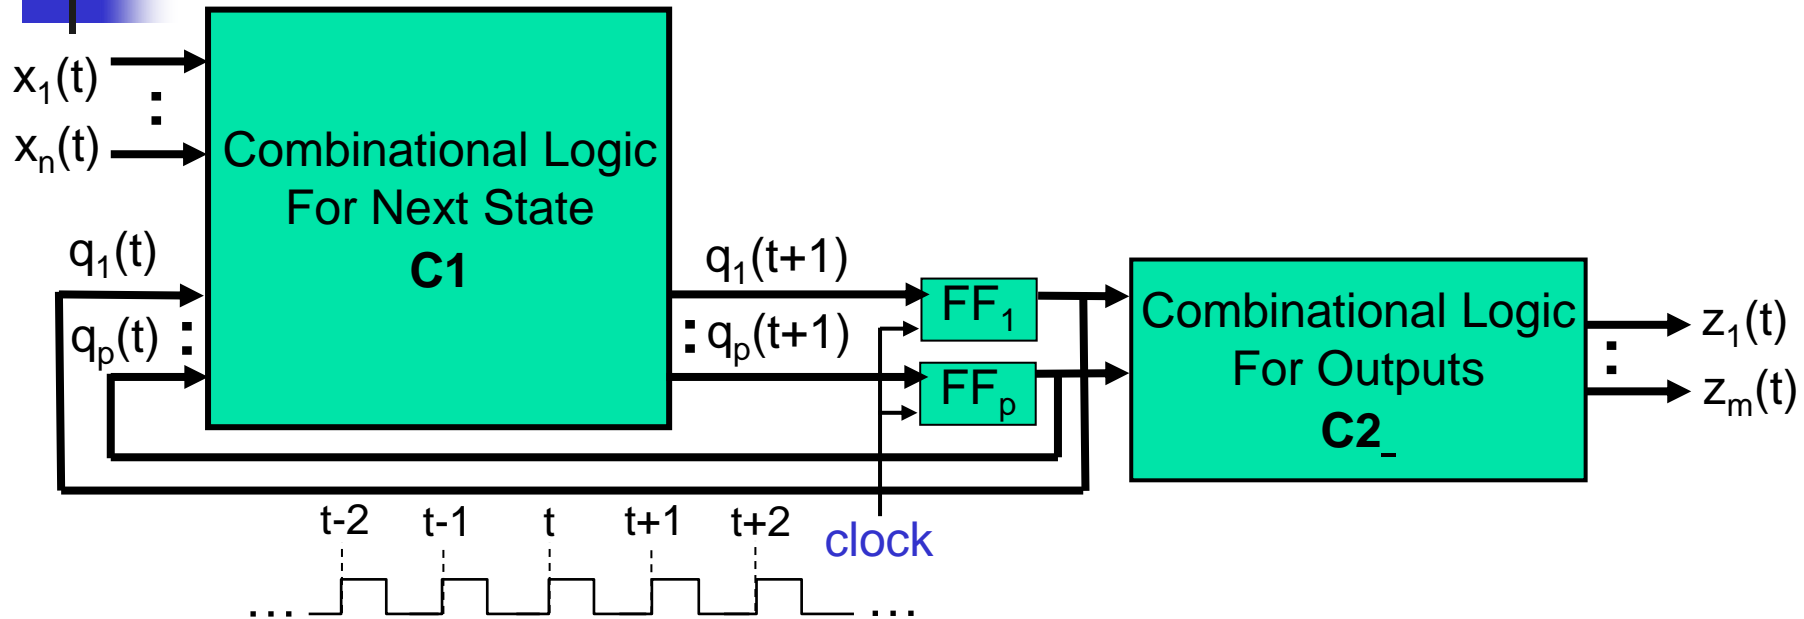 x₁(t)
xₙ(t)
q₁(t)
qₚ(t)
Combinational Logic
For Next State
C1
q₁(t+1)
qₚ(t+1)
FF₁
FFₚ
clock
Combinational Logic
For Outputs
C2_
z₁(t)
zₘ(t)
t-2 t-1 t t+1 t+2
... ...